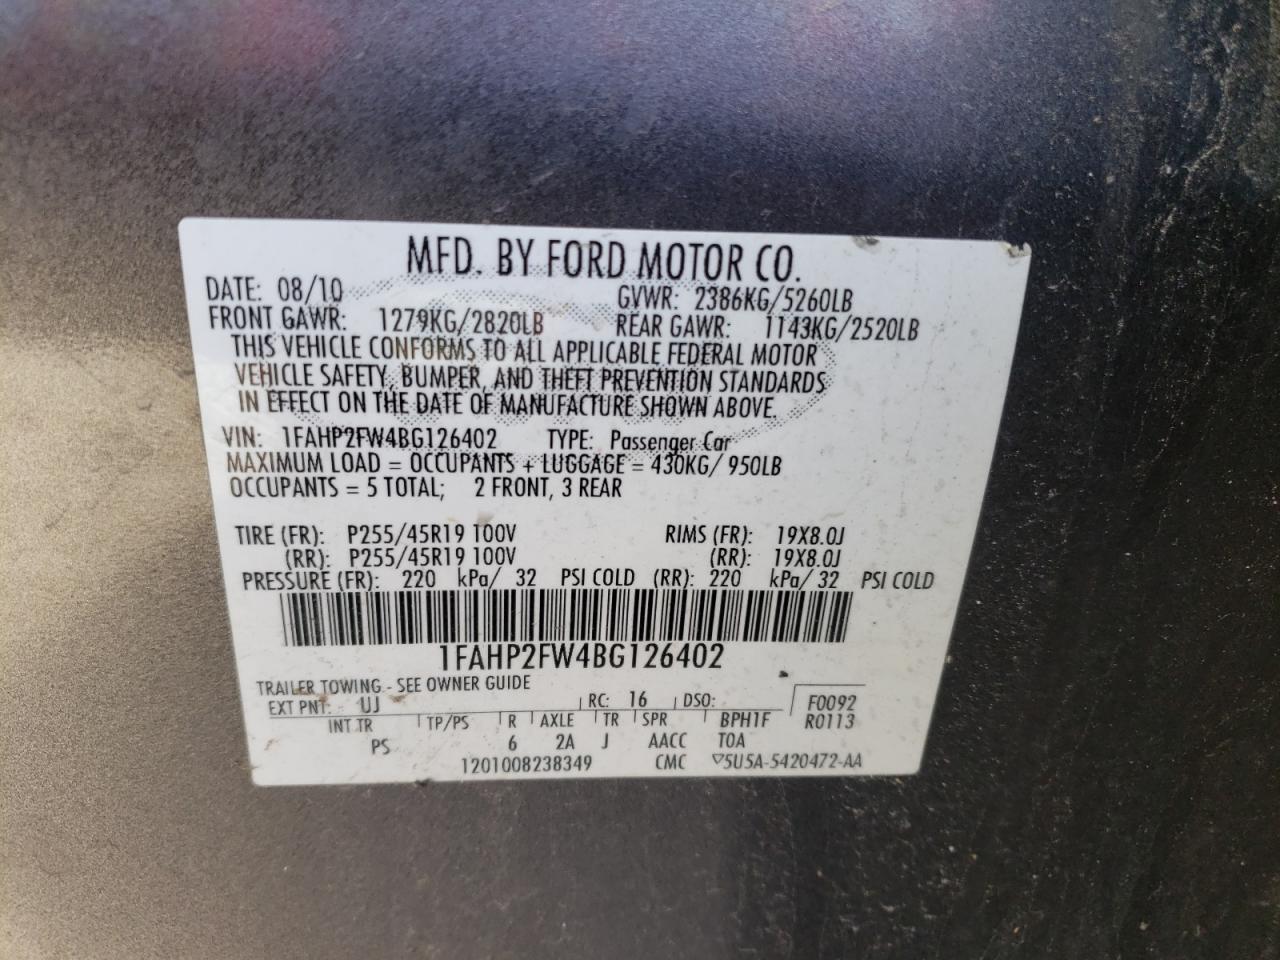 MFD. BY FORD MOTOR CO.
DATE: 08/10 GVWR: 2386KG/5260LB
FRONT GAWR: 1279KG/2820LB REAR GAWR: 1143KG/2520LB
THIS VEHICLE CONFORMS TO ALL APPLICABLE FEDERAL MOTOR
VEHICLE SAFETY, BUMPER, AND THEFT PREVENTION STANDARDS
IN EFFECT ON THE DATE OF MANUFACTURE SHOWN ABOVE.
VIN: 1FAHP2FW4BG126402 TYPE: Passenger Car
MAXIMUM LOAD = OCCUPANTS + LUGGAGE = 430KG/ 950LB
OCCUPANTS = 5 TOTAL; 2 FRONT, 3 REAR
TIRE (FR): P255/45R19 100V RIMS (FR): 19X8.0J
(RR): P255/45R19 100V (RR): 19X8.0J
PRESSURE (FR): 220 kPa/ 32 PSI COLD (RR): 220 kPa/ 32 PSI COLD
1FAHP2FW4BG126402
TRAILER TOWING - SEE OWNER GUIDE
EXT PNT: UJ RC: 16 DSO: F0092
INT TR TP/PS R AXLE TR SPR BPH1F R0113
PS 6 2A J AACC TOA
1201008238349 CMC ▽5U5A-5420472-AA